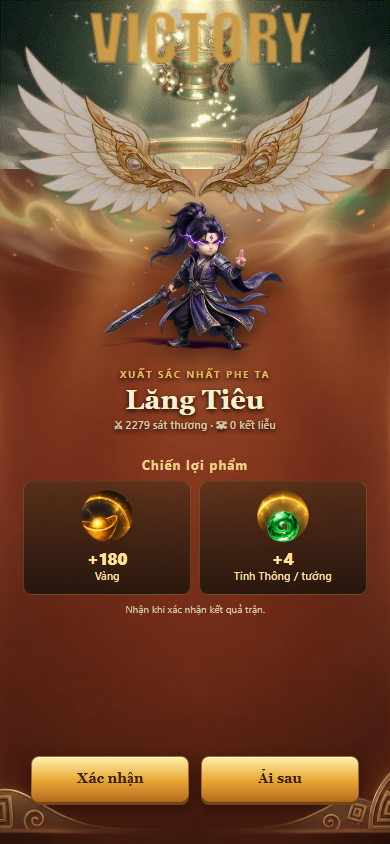 VICTORY
XUẤT SẮC NHẤT PHE TA
Lăng Tiêu
2279 sát thương · 0 kết liễu
Chiến lợi phẩm
+180
Vàng
+4
Tinh Thông / tướng
Nhận khi xác nhận kết quả trận.
Xác nhận
Ải sau